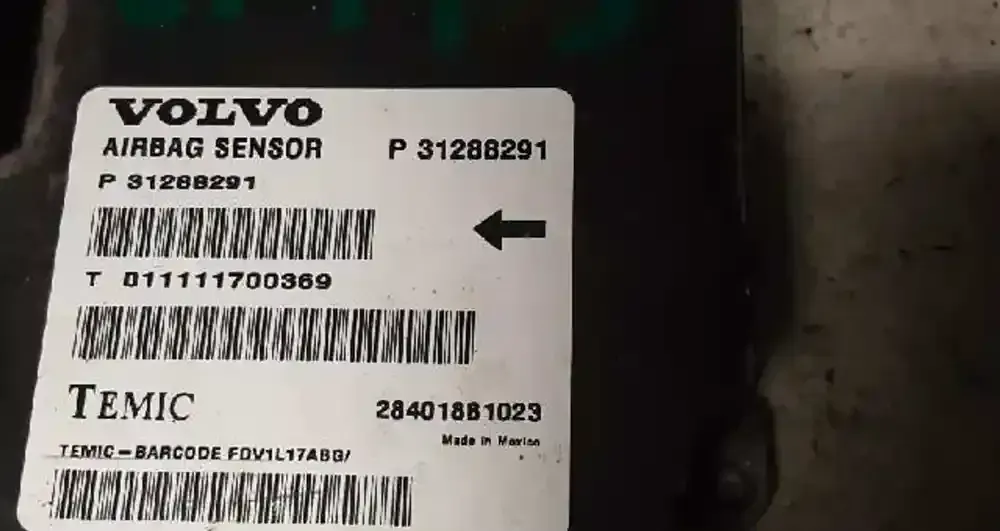 VOLVO
AIRBAG SENSOR P 31288291
P 31288291
T 011111700369
TEMIC 28401881023
Made in Mexico
TEMIC-BARCODE FDV1L17ABG/